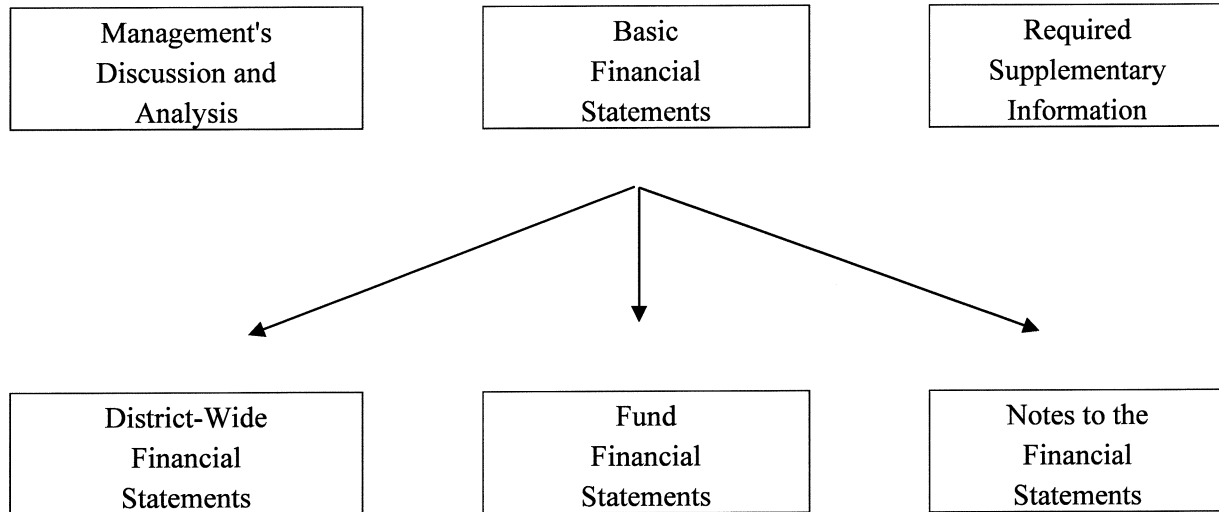 Management's
Discussion and
Analysis
Basic
Financial
Statements
Required
Supplementary
Information
District-Wide
Financial
Statements
Fund
Financial
Statements
Notes to the
Financial
Statements